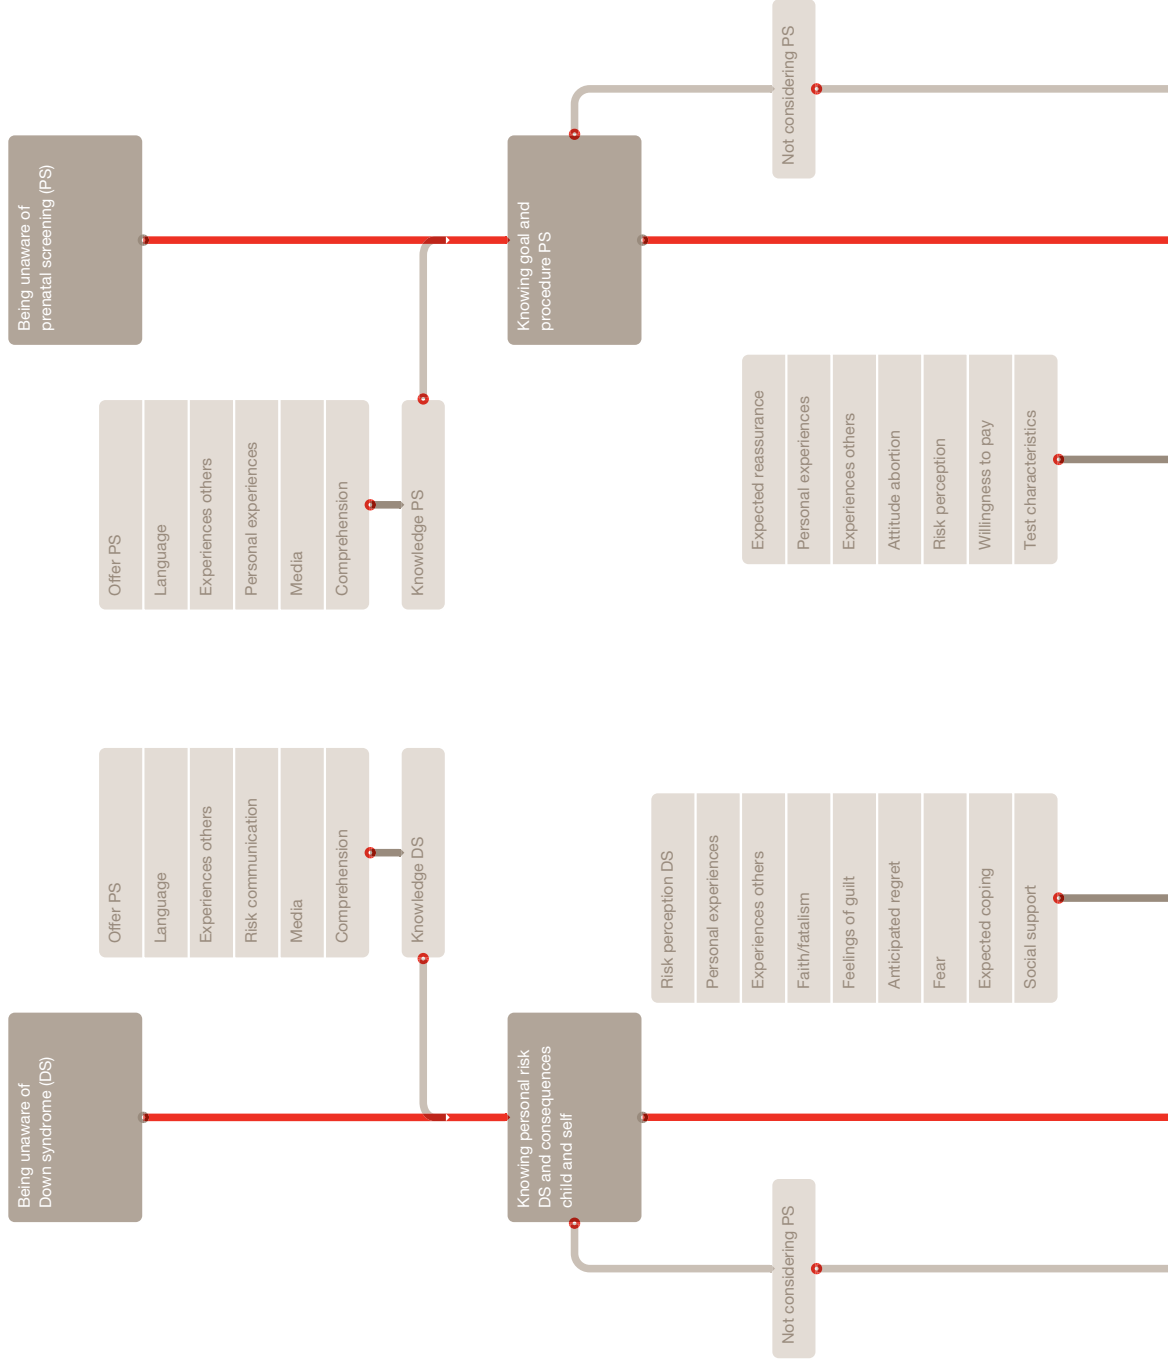 Being unaware of
Down syndrome (DS)
Offer PS
Language
Experiences others
Risk communication
Media
Comprehension
Knowledge DS
Knowing personal risk
DS and consequences
child and self
Not considering PS
Risk perception DS
Personal experiences
Experiences others
Faith/fatalism
Feelings of guilt
Anticipated regret
Fear
Expected coping
Social support
Being unaware of
prenatal screening (PS)
Offer PS
Language
Experiences others
Personal experiences
Media
Comprehension
Knowledge PS
Knowing goal and
procedure PS
Not considering PS
Expected reassurance
Personal experiences
Experiences others
Attitude abortion
Risk perception
Willingness to pay
Test characteristics